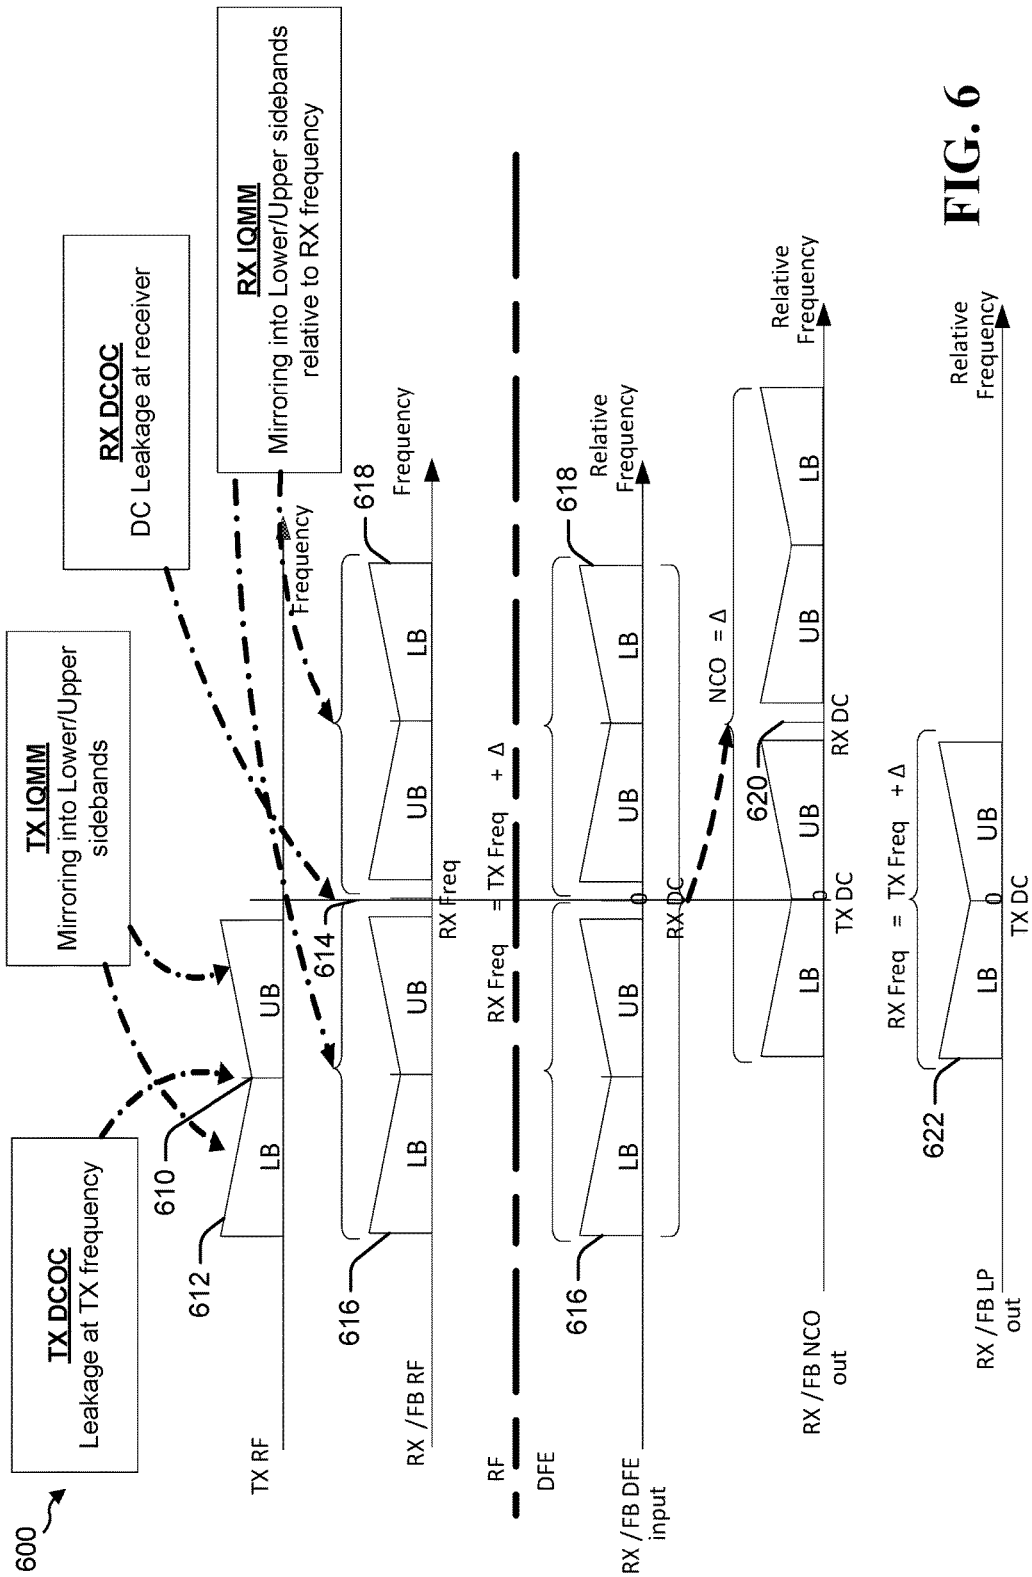 600
TX DCOC
Leakage at TX frequency
TX IQMM
Mirroring into Lower/Upper
sidebands
RX DCOC
DC Leakage at receiver
RX IQMM
Mirroring into Lower/Upper sidebands
relative to RX frequency
612
610
TX RF
LB
UB
Frequency
614
616
618
RX / FB RF
LB
UB
UB
LB
Frequency
RX Freq
RF
RX Freq = TX Freq + Δ
DFE
616
618
RX / FB DFE
input
LB
UB
0
UB
LB
Relative
Frequency
RX DC
NCO = Δ
620
RX / FB NCO
out
LB
0
UB
UB
LB
TX DC
RX DC
Relative
Frequency
RX Freq = TX Freq + Δ
622
RX / FB LP
out
LB
0
UB
TX DC
Relative
Frequency
FIG. 6